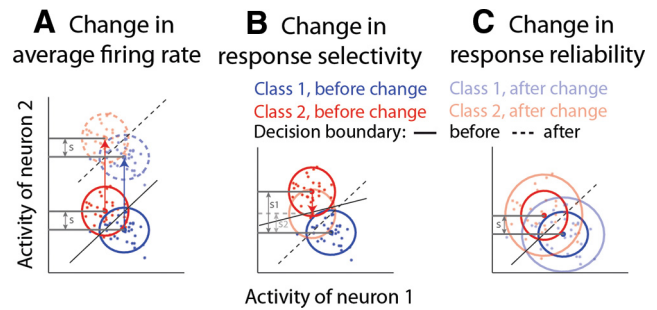 A Change in
average firing rate
B Change in
response selectivity
C Change in
response reliability
Class 1, before change
Class 2, before change
Class 1, after change
Class 2, after change
Decision boundary: before after
Activity of neuron 2
s
s
s1
s2
s
Activity of neuron 1